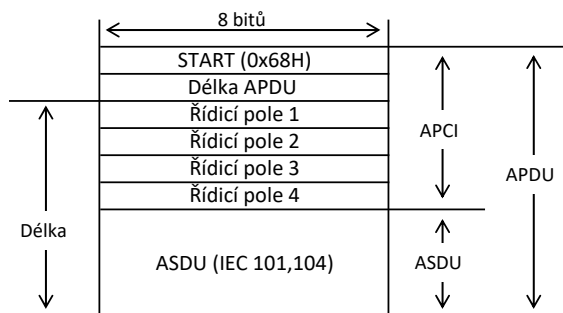 8 bitů
START (0x68H)
Délka APDU
Řídicí pole 1
Řídicí pole 2
Řídicí pole 3
Řídicí pole 4
APCI
APDU
Délka
ASDU (IEC 101,104)
ASDU